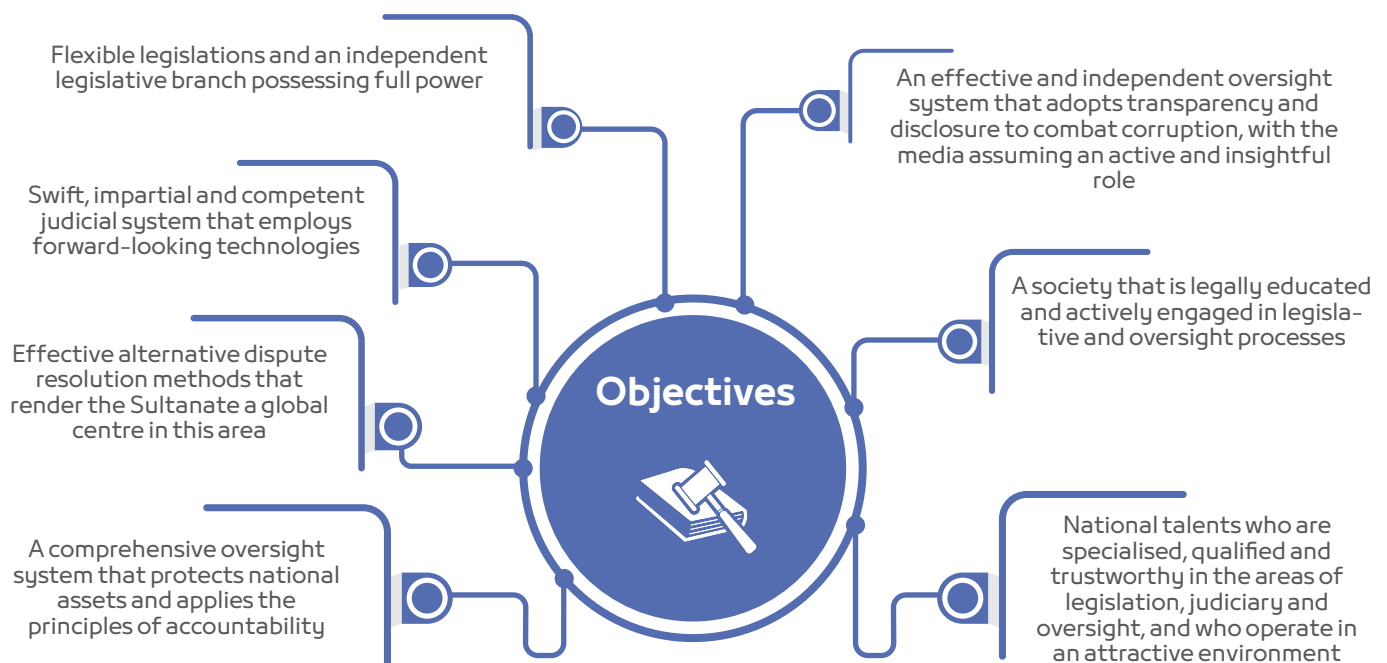 Flexible legislations and an independent
legislative branch possessing full power
Swift, impartial and competent
judicial system that employs
forward-looking technologies
Effective alternative dispute
resolution methods that
render the Sultanate a global
centre in this area
A comprehensive oversight
system that protects national
assets and applies the
principles of accountability
Objectives
An effective and independent oversight
system that adopts transparency and
disclosure to combat corruption, with the
media assuming an active and insightful
role
A society that is legally educated
and actively engaged in legisla-
tive and oversight processes
National talents who are
specialised, qualified and
trustworthy in the areas of
legislation, judiciary and
oversight, and who operate in
an attractive environment